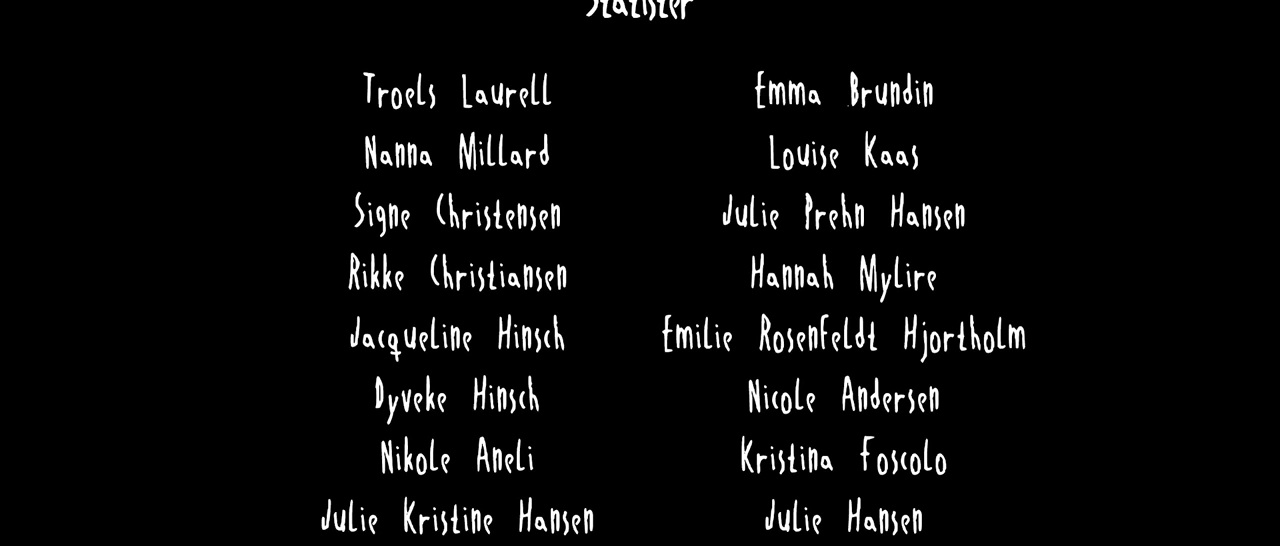 Statister
Troels Laurell Emma Brundin
Nanna Millard Louise Kaas
Signe Christensen Julie Prehn Hansen
Rikke Christiansen Hannah Mylire
Jacqueline Hinsch Emilie Rosenfeldt Hjortholm
Dyveke Hinsch Nicole Andersen
Nikole Aneli Kristina Foscolo
Julie Kristine Hansen Julie Hansen